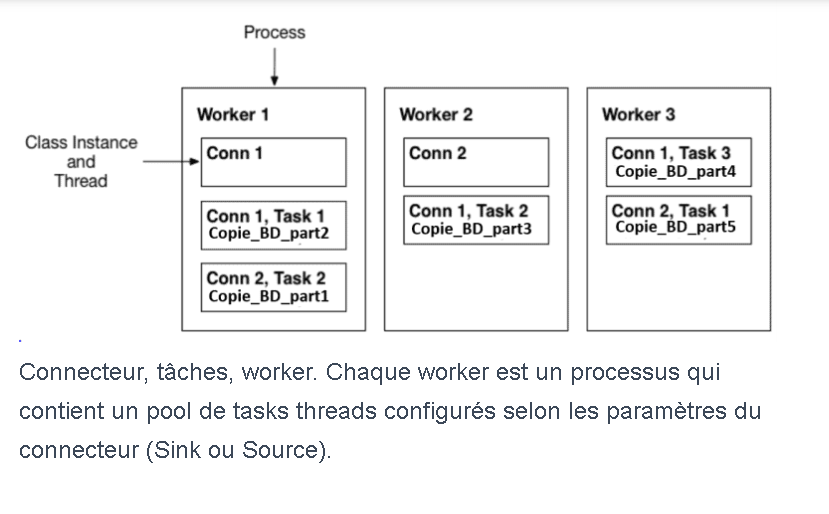 Process
Class Instance
and
Thread
Worker 1
Conn 1
Conn 1, Task 1
Copie_BD_part2
Conn 2, Task 2
Copie_BD_part1
Worker 2
Conn 2
Conn 1, Task 2
Copie_BD_part3
Worker 3
Conn 1, Task 3
Copie_BD_part4
Conn 2, Task 1
Copie_BD_part5
Connecteur, tâches, worker. Chaque worker est un processus qui
contient un pool de tasks threads configurés selon les paramètres du
connecteur (Sink ou Source).